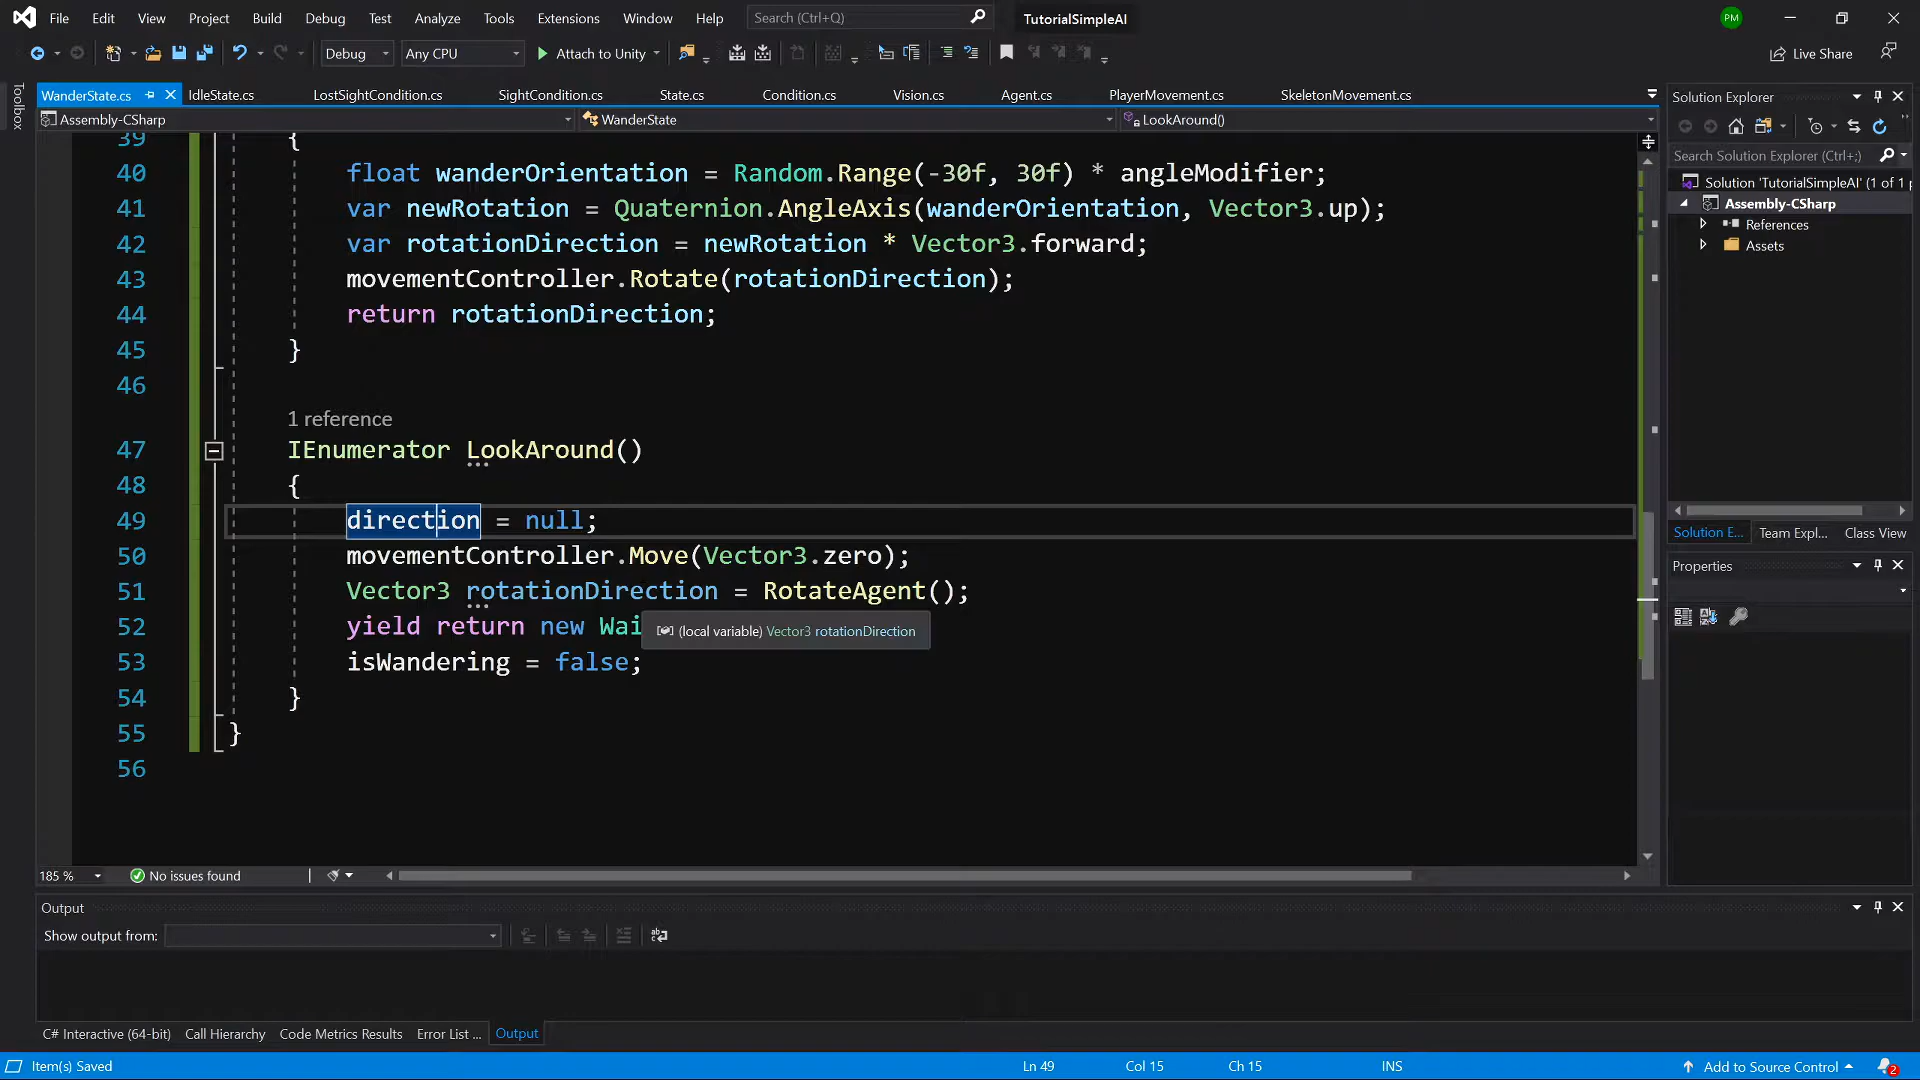 File Edit View Project Build Debug Test Analyze Tools Extensions Window Help Search (Ctrl+Q) TutorialSimpleAI PM
Debug Any CPU Attach to Unity Live Share
WanderState.cs IdleState.cs LostSightCondition.cs SightCondition.cs State.cs Condition.cs Vision.cs Agent.cs PlayerMovement.cs SkeletonMovement.cs
Assembly-CSharp WanderState LookAround()
39 {
40 float wanderOrientation = Random.Range(-30f, 30f) * angleModifier;
41 var newRotation = Quaternion.AngleAxis(wanderOrientation, Vector3.up);
42 var rotationDirection = newRotation * Vector3.forward;
43 movementController.Rotate(rotationDirection);
44 return rotationDirection;
45 }
46
1 reference
47 IEnumerator LookAround()
48 {
49 direction = null;
50 movementController.Move(Vector3.zero);
51 Vector3 rotationDirection = RotateAgent();
52 yield return new Wai
(local variable) Vector3 rotationDirection
53 isWandering = false;
54 }
55 }
56
185 % No issues found
Output
Show output from:
C# Interactive (64-bit) Call Hierarchy Code Metrics Results Error List ... Output
Item(s) Saved Ln 49 Col 15 Ch 15 INS Add to Source Control 2
Toolbox
Solution Explorer
Search Solution Explorer (Ctrl+;)
Solution 'TutorialSimpleAI' (1 of 1 p
Assembly-CSharp
References
Assets
Solution E... Team Expl... Class View
Properties